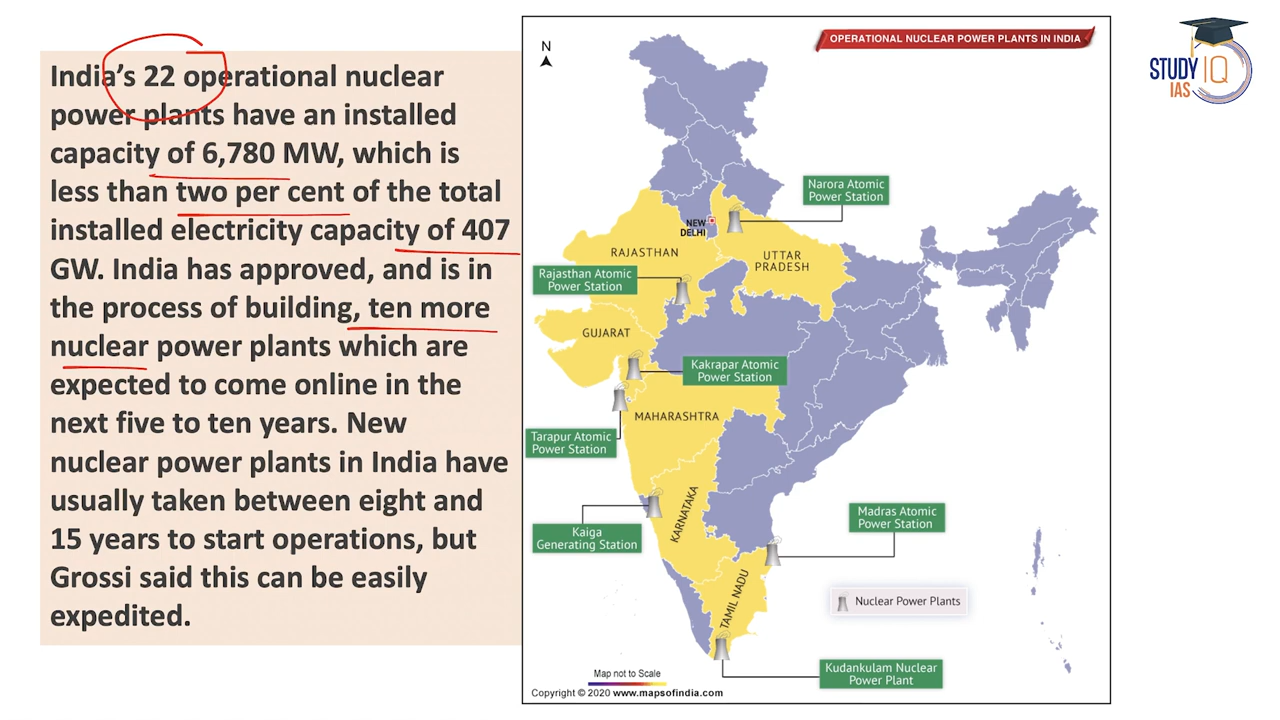 India's 22 operational nuclear
power plants have an installed
capacity of 6,780 MW, which is
less than two per cent of the total
installed electricity capacity of 407
GW. India has approved, and is in
the process of building, ten more
nuclear power plants which are
expected to come online in the
next five to ten years. New
nuclear power plants in India have
usually taken between eight and
15 years to start operations, but
Grossi said this can be easily
expedited.
OPERATIONAL NUCLEAR POWER PLANTS IN INDIA
N
Narora Atomic
Power Station
NEW
DELHI
RAJASTHAN
UTTAR
PRADESH
Rajasthan Atomic
Power Station
GUJARAT
Kakrapar Atomic
Power Station
MAHARASHTRA
Tarapur Atomic
Power Station
KARNATAKA
Kaiga
Generating Station
Madras Atomic
Power Station
TAMIL NADU
Nuclear Power Plants
Kudankulam Nuclear
Power Plant
Map not to Scale
Copyright © 2020 www.mapsofindia.com
STUDY IQ
IAS